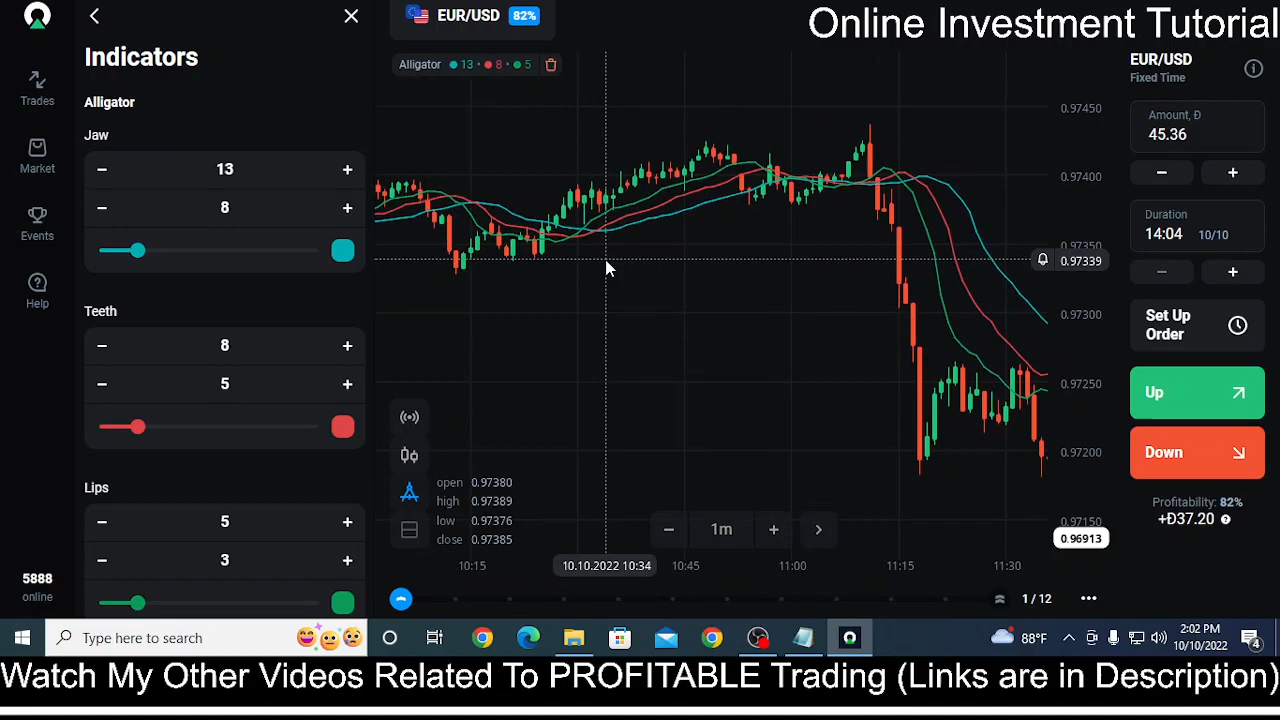 Online Investment Tutorial
Indicators
Alligator
Jaw
- 13 +
- 8 +
Teeth
- 8 +
- 5 +
Lips
- 5 +
- 3 +
Trades
Market
Events
Help
5888
online
EUR/USD 82%
Alligator 13 8 5
0.97450
0.97400
0.97350
0.97339
0.97300
0.97250
0.97200
0.97150
0.96913
open 0.97380
high 0.97389
low 0.97376
close 0.97385
- 1m + >
10:15 10.10.2022 10:34 10:45 11:00 11:15 11:30
1 / 12
EUR/USD
Fixed Time
Amount, Đ
45.36
- +
Duration
14:04 10/10
- +
Set Up
Order
Up
Down
Profitability: 82%
+Đ37.20 ?
Type here to search
88°F
2:02 PM
10/10/2022
4
Watch My Other Videos Related To PROFITABLE Trading (Links are in Description)